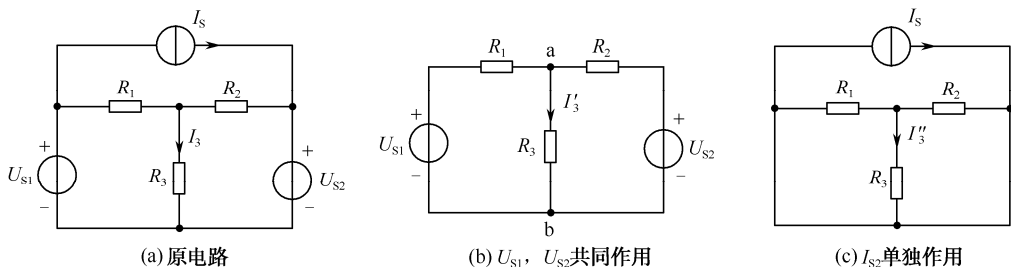 I_S
R_1
R_2
I_3
+
+
U_S1
R_3
U_S2
−
−
(a) 原电路
R_1
a
R_2
+
I′_3
+
U_S1
R_3
U_S2
−
−
b
(b) U_S1，U_S2共同作用
I_S
R_1
R_2
I″_3
R_3
(c) I_S2单独作用